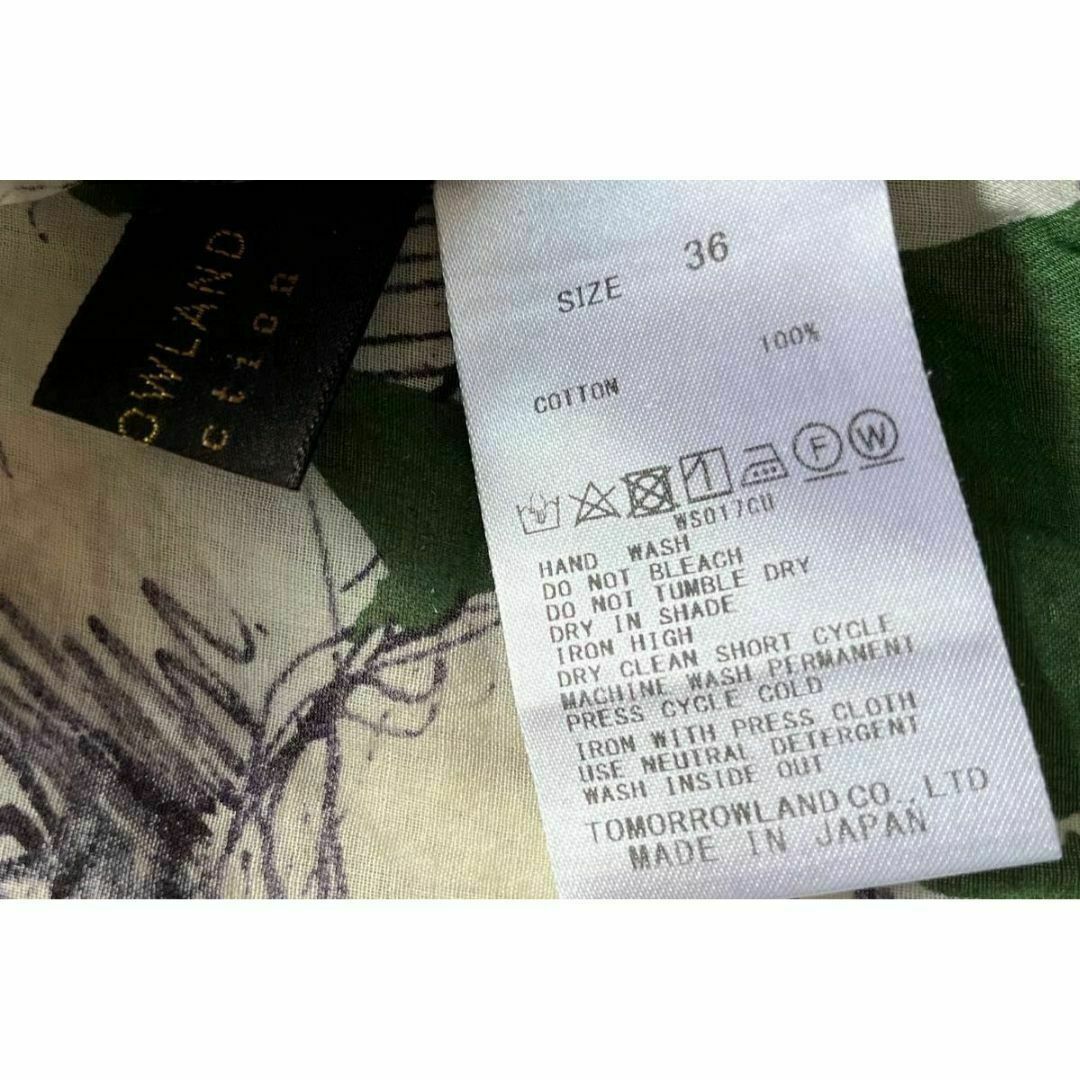 OWLAND
ction
SIZE 36
COTTON 100%
F W
WS017CU
HAND WASH
DO NOT BLEACH
DO NOT TUMBLE DRY
DRY IN SHADE
IRON HIGH
DRY CLEAN SHORT CYCLE
MACHINE WASH PERMANENT
PRESS CYCLE COLD
IRON WITH PRESS CLOTH
USE NEUTRAL DETERGENT
WASH INSIDE OUT
TOMORROWLAND CO., LTD.
MADE IN JAPAN